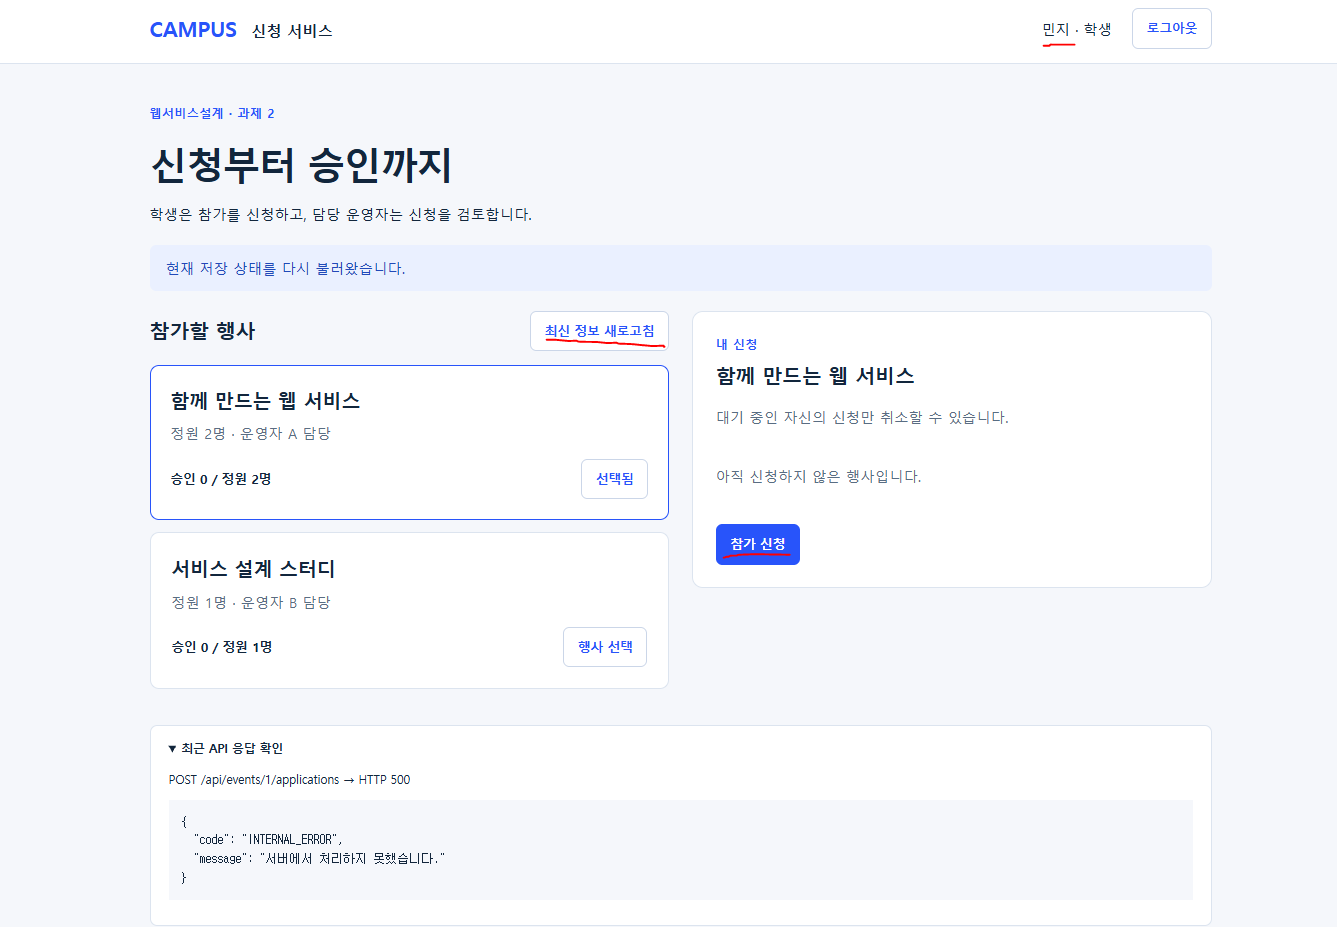 CAMPUS 신청 서비스
민지 · 학생
로그아웃
웹서비스설계 · 과제 2
신청부터 승인까지
학생은 참가를 신청하고, 담당 운영자는 신청을 검토합니다.
현재 저장 상태를 다시 불러왔습니다.
참가할 행사
최신 정보 새로고침
함께 만드는 웹 서비스
정원 2명 · 운영자 A 담당
승인 0 / 정원 2명
선택됨
서비스 설계 스터디
정원 1명 · 운영자 B 담당
승인 0 / 정원 1명
행사 선택
내 신청
함께 만드는 웹 서비스
대기 중인 자신의 신청만 취소할 수 있습니다.
아직 신청하지 않은 행사입니다.
참가 신청
▼ 최근 API 응답 확인
POST /api/events/1/applications → HTTP 500
{
"code": "INTERNAL_ERROR",
"message": "서버에서 처리하지 못했습니다."
}